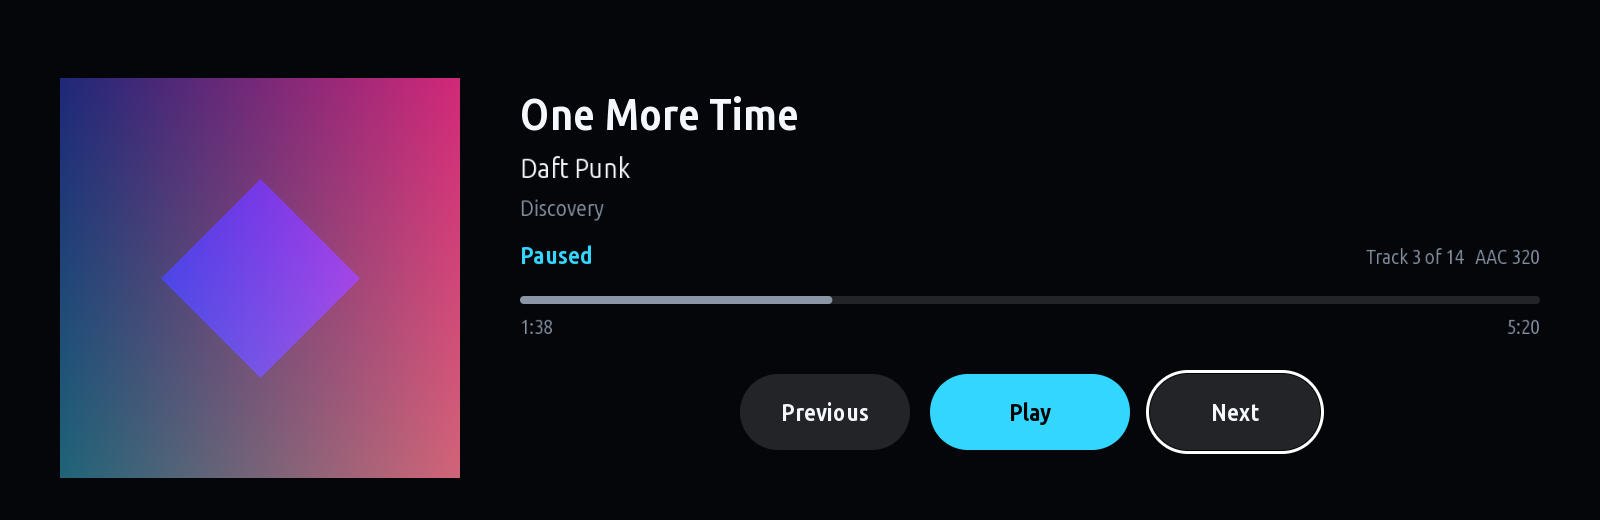 One More Time
Daft Punk
Discovery
Paused
Track 3 of 14 AAC 320
1:38
5:20
Previous
Play
Next